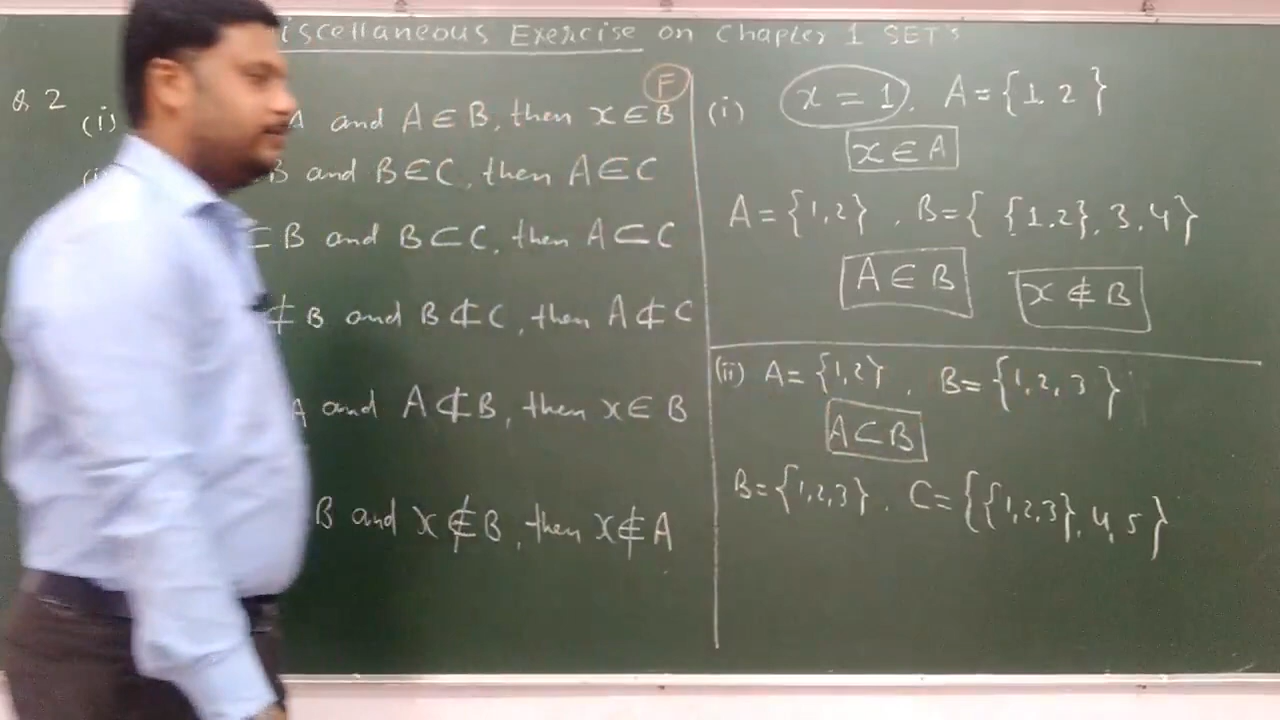 iscellaneous Exercise on Chapter 1 SETs
Q. 2
(i) A and A ∈ B, then x ∈ B F
B and B ∈ C, then A ∈ C
⊂ B and B ⊂ C, then A ⊂ C
⊄ B and B ⊄ C, then A ⊄ C
A and A ⊄ B, then x ∈ B
B and x ∉ B, then x ∉ A
(i) x = 1, A = {1, 2}
x ∈ A
A = {1, 2}, B = { {1, 2}, 3, 4}
A ∈ B x ∉ B
(ii) A = {1, 2}, B = {1, 2, 3}
A ⊂ B
B = {1, 2, 3}, C = {{1, 2, 3}, 4, 5}